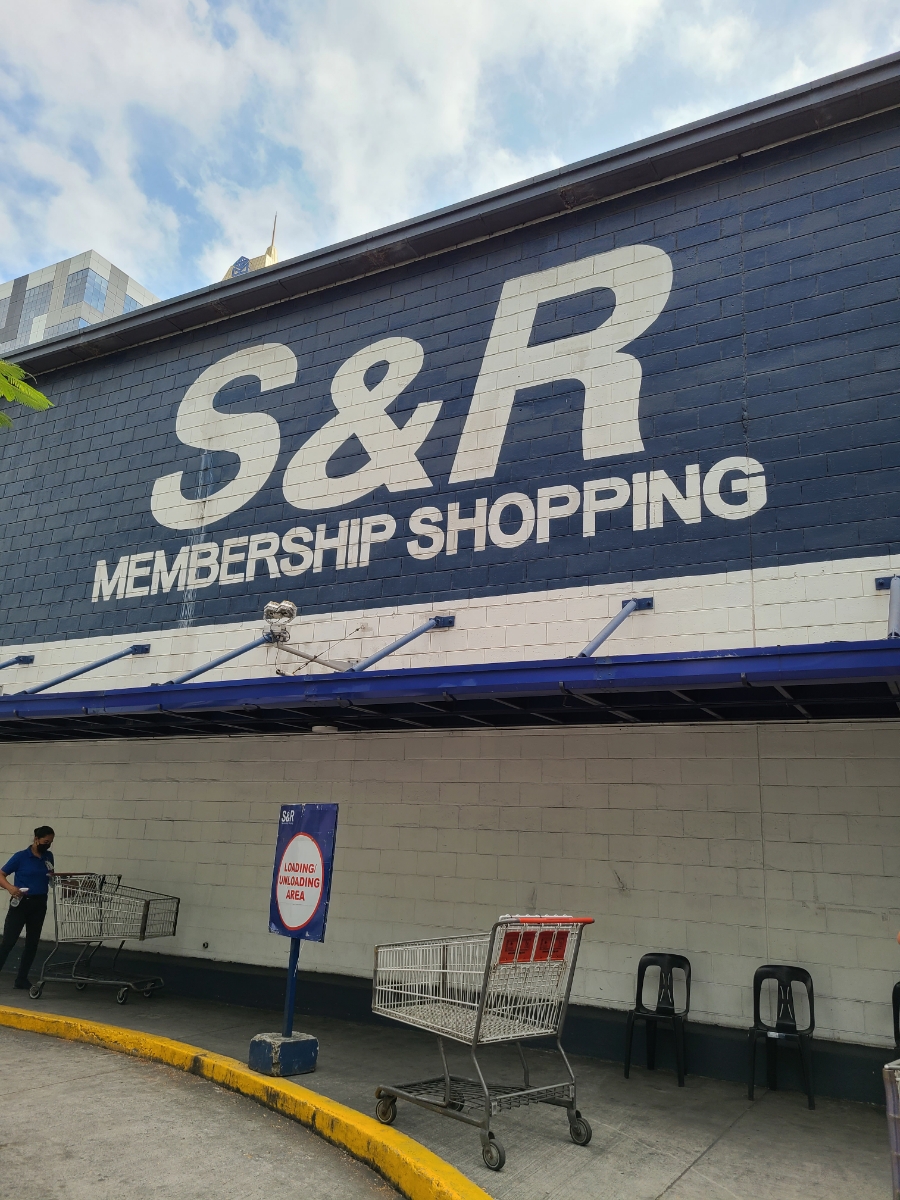 S&R
MEMBERSHIP SHOPPING
S&R
LOADING/
UNLOADING
AREA